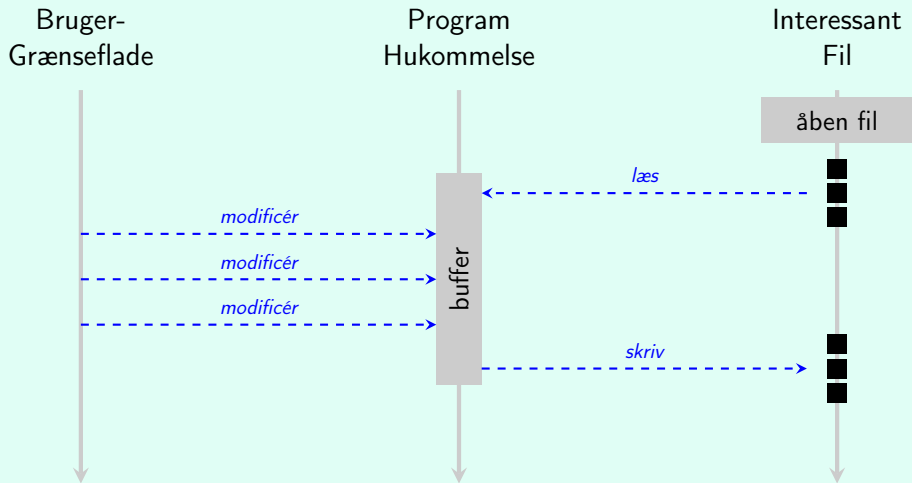 Bruger-
Grænseflade
Program
Hukommelse
Interessant
Fil
åben fil
læs
modificér
modificér
modificér
buffer
skriv